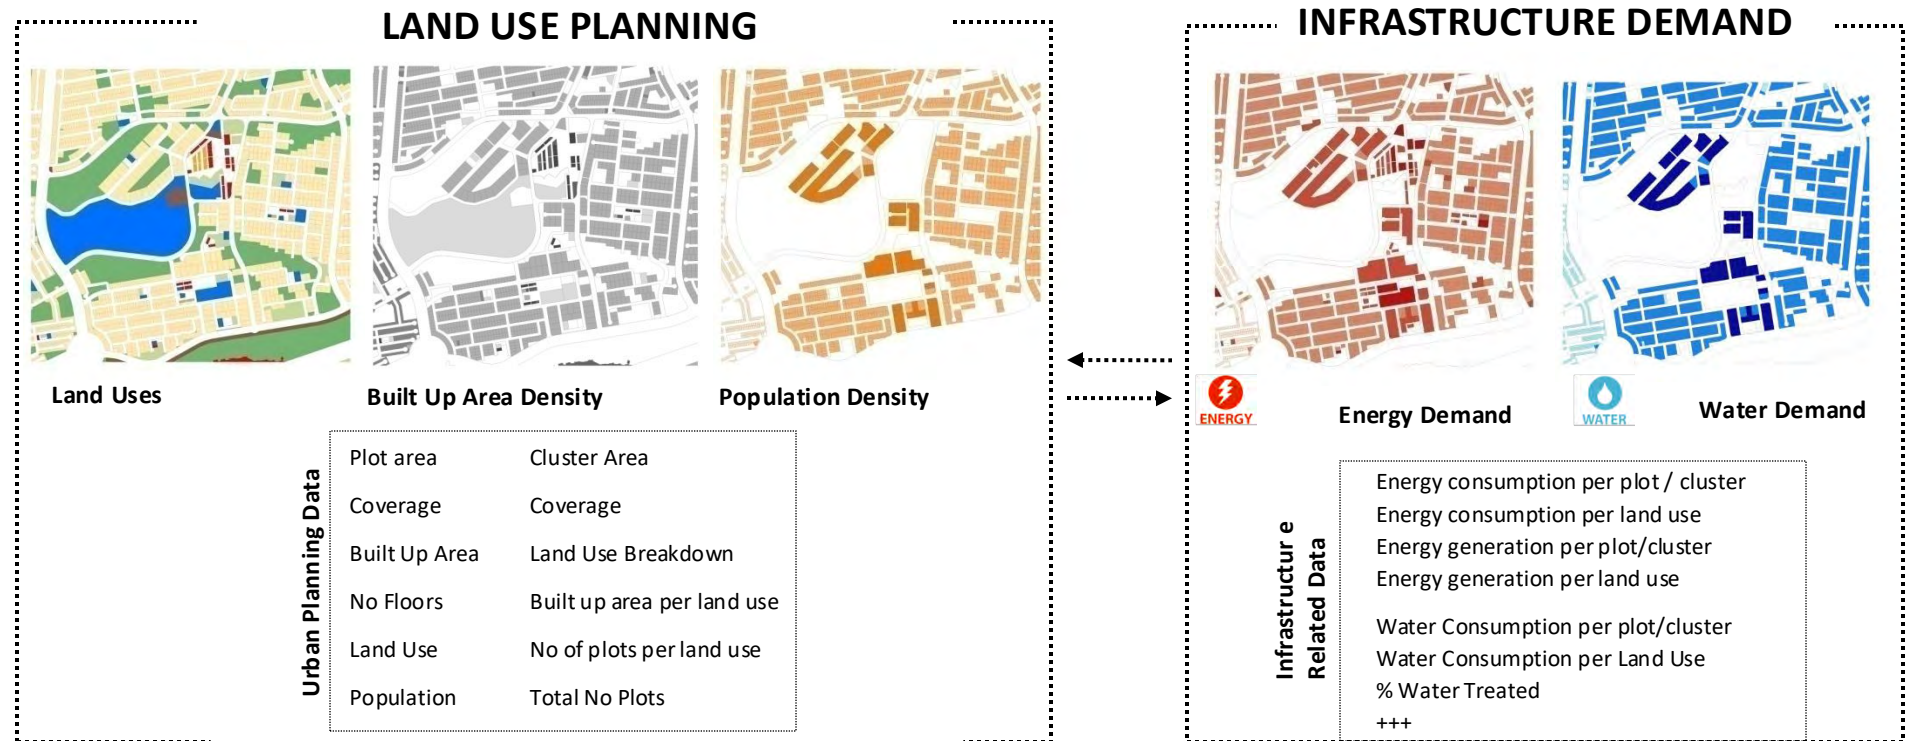 LAND USE PLANNING
Land Uses
Built Up Area Density
Population Density
Urban Planning Data
Plot area
Cluster Area
Coverage
Coverage
Built Up Area
Land Use Breakdown
No Floors
Built up area per land use
Land Use
No of plots per land use
Population
Total No Plots
INFRASTRUCTURE DEMAND
ENERGY
Energy Demand
WATER
Water Demand
Infrastructur e
Related Data
Energy consumption per plot / cluster
Energy consumption per land use
Energy generation per plot/cluster
Energy generation per land use
Water Consumption per plot/cluster
Water Consumption per Land Use
% Water Treated
+++